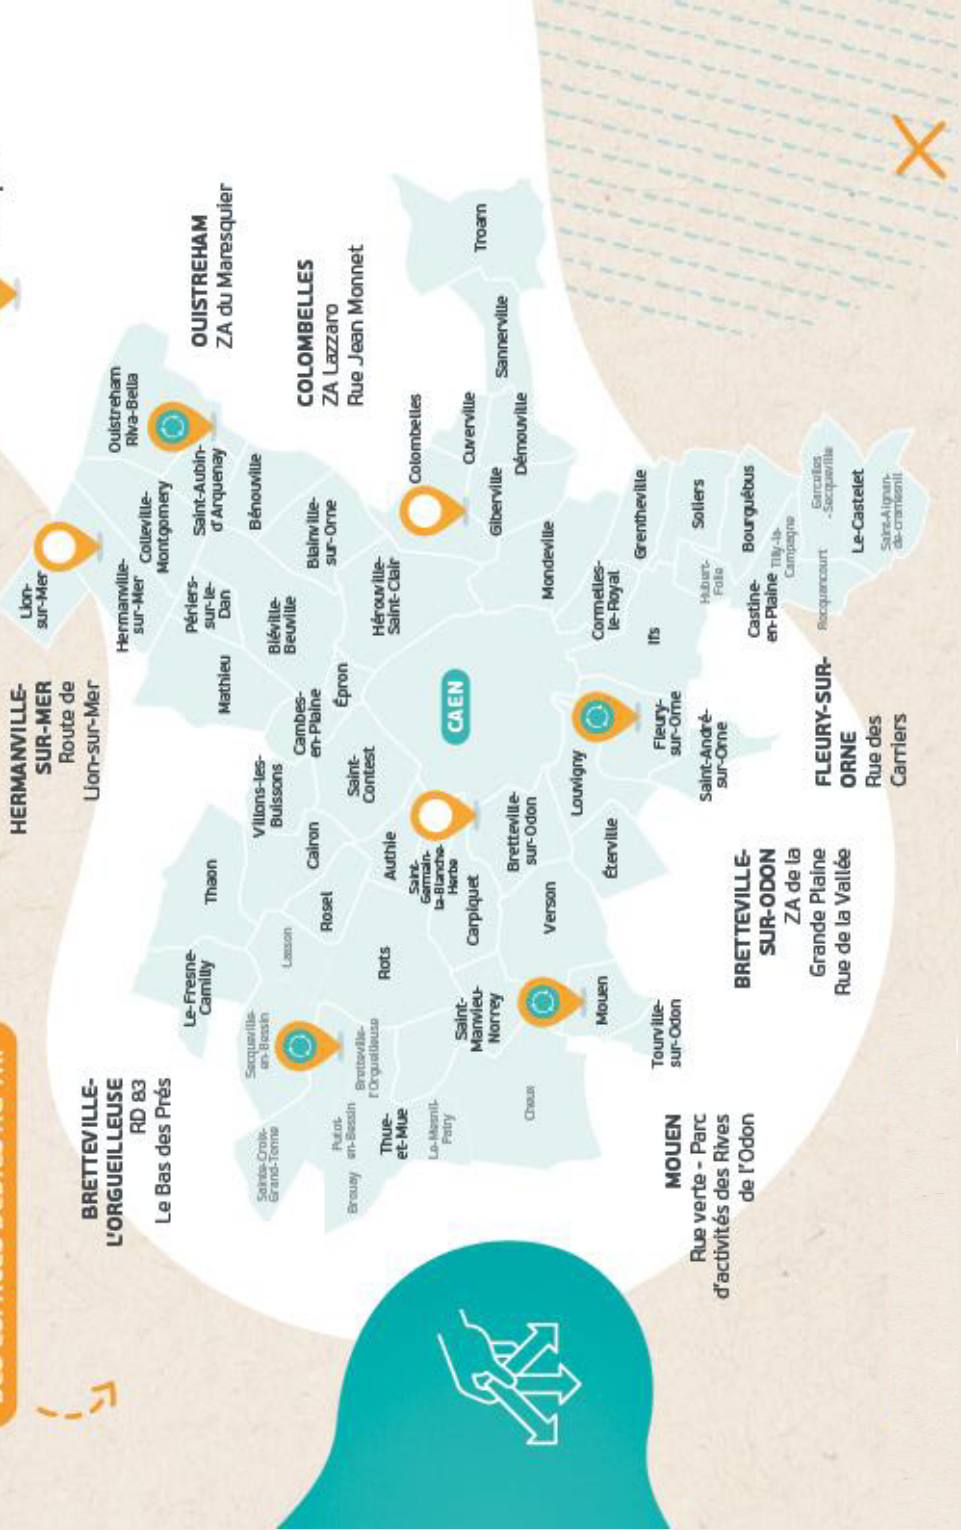 HERMANVILLE-
SUR-MER
Route de
Lion-sur-Mer
BRETTEVILLE-
L'ORGUEILLEUSE
RD 83
Le Bas des Prés
OUISTREHAM
ZA du Maresquier
COLOMBELLES
ZA Lazzaro
Rue Jean Monnet
Lion-
sur-Mer
Ouistreham
Riva-Bella
Hermanville-
sur-Mer
Colleville-
Montgomery
Saint-Aubin-
d'Arquenay
Périers-
sur-le-
Dan
Bénouville
Mathieu
Biéville-
Beuville
Blainville-
sur-Orne
Thaon
Le-Fresne-
Camilly
Villons-les-
Buissons
Cambes-
en-Plaine
Épron
Hérouville-
Saint-Clair
Colombelles
Cuverville
Sannerville
Troarn
Secqueville-
en-Bessin
Lasson
Cairon
Rosel
Saint-
Contest
Authie
Saint-
Germain-
la-Blanche-
Herbe
CAEN
Giberville
Démouville
Sainte-Croix-
Grand-Tonne
Putot-
en-Bessin
Brouay
Bretteville-
l'Orgueilleuse
Rots
Thue-
et-Mue
Le-Mesnil-
Patry
Carpiquet
Saint-
Manvieu-
Norrey
Bretteville-
sur-Odon
Mondeville
Cheux
Verson
Louvigny
Cormelles-
le-Royal
Grentheville
Mouen
Éterville
Fleury-
sur-Orne
Ifs
Soliers
Tourville-
sur-Odon
Saint-André-
sur-Orne
Hubert-
Folie
Bourguébus
Castine-
en-Plaine
Tilly-la-
Campagne
Garcelles
-Secqueville
Rocquancourt
Le-Castelet
Saint-Aignan-
de-cramesnil
MOUEN
Rue verte - Parc
d'activités des Rives
de l'Odon
BRETTEVILLE-
SUR-ODON
ZA de la
Grande Plaine
Rue de la Vallée
FLEURY-SUR-
ORNE
Rue des
Carriers